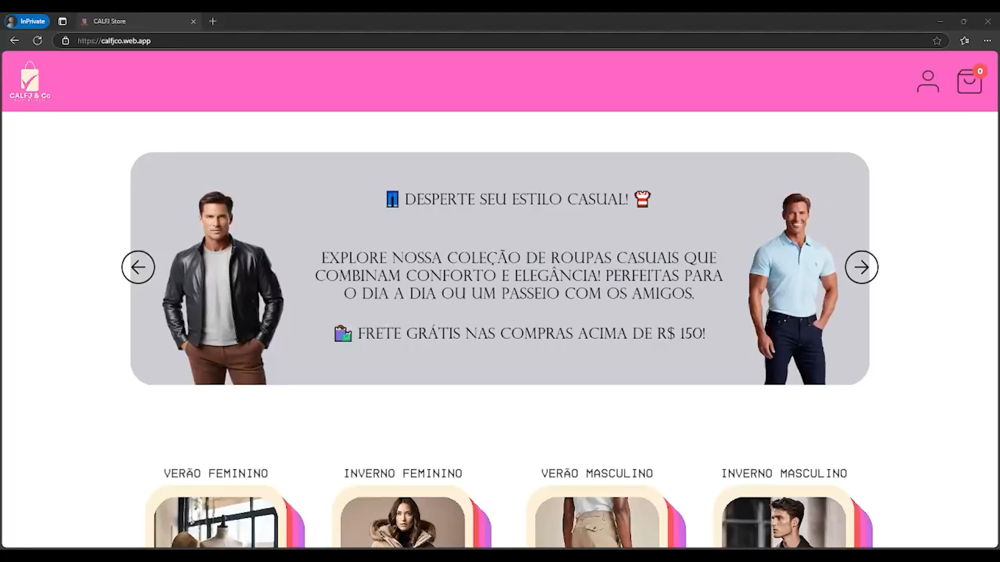 InPrivate
CALFJ Store
https://calfjco.web.app
CALFJ & Co
0
DESPERTE SEU ESTILO CASUAL!
EXPLORE NOSSA COLEÇÃO DE ROUPAS CASUAIS QUE
COMBINAM CONFORTO E ELEGÂNCIA! PERFEITAS PARA
O DIA A DIA OU UM PASSEIO COM OS AMIGOS.
FRETE GRÁTIS NAS COMPRAS ACIMA DE R$ 150!
VERÃO FEMININO
INVERNO FEMININO
VERÃO MASCULINO
INVERNO MASCULINO